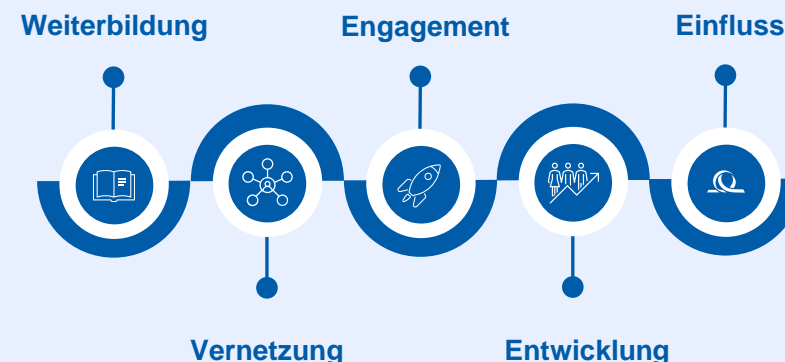 Weiterbildung
Engagement
Einfluss
Vernetzung
Entwicklung